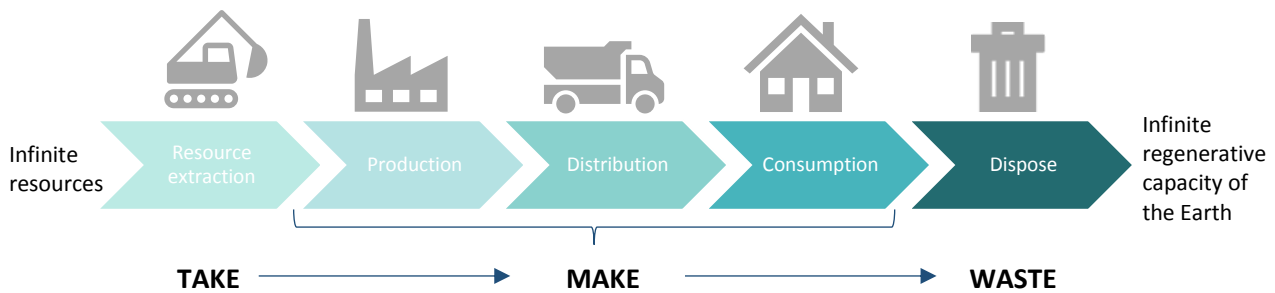 Infinite
resources
Resource
extraction
Production
Distribution
Consumption
Dispose
Infinite
regenerative
capacity of
the Earth
TAKE
MAKE
WASTE